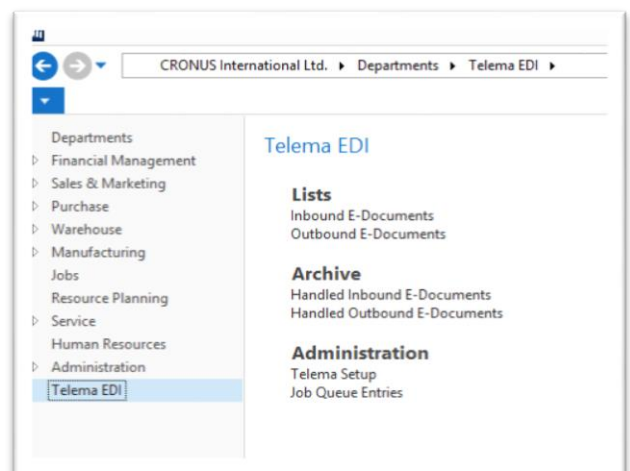 CRONUS International Ltd. ▸ Departments ▸ Telema EDI ▸
Departments
Financial Management
Sales & Marketing
Purchase
Warehouse
Manufacturing
Jobs
Resource Planning
Service
Human Resources
Administration
Telema EDI
Telema EDI
Lists
Inbound E-Documents
Outbound E-Documents
Archive
Handled Inbound E-Documents
Handled Outbound E-Documents
Administration
Telema Setup
Job Queue Entries